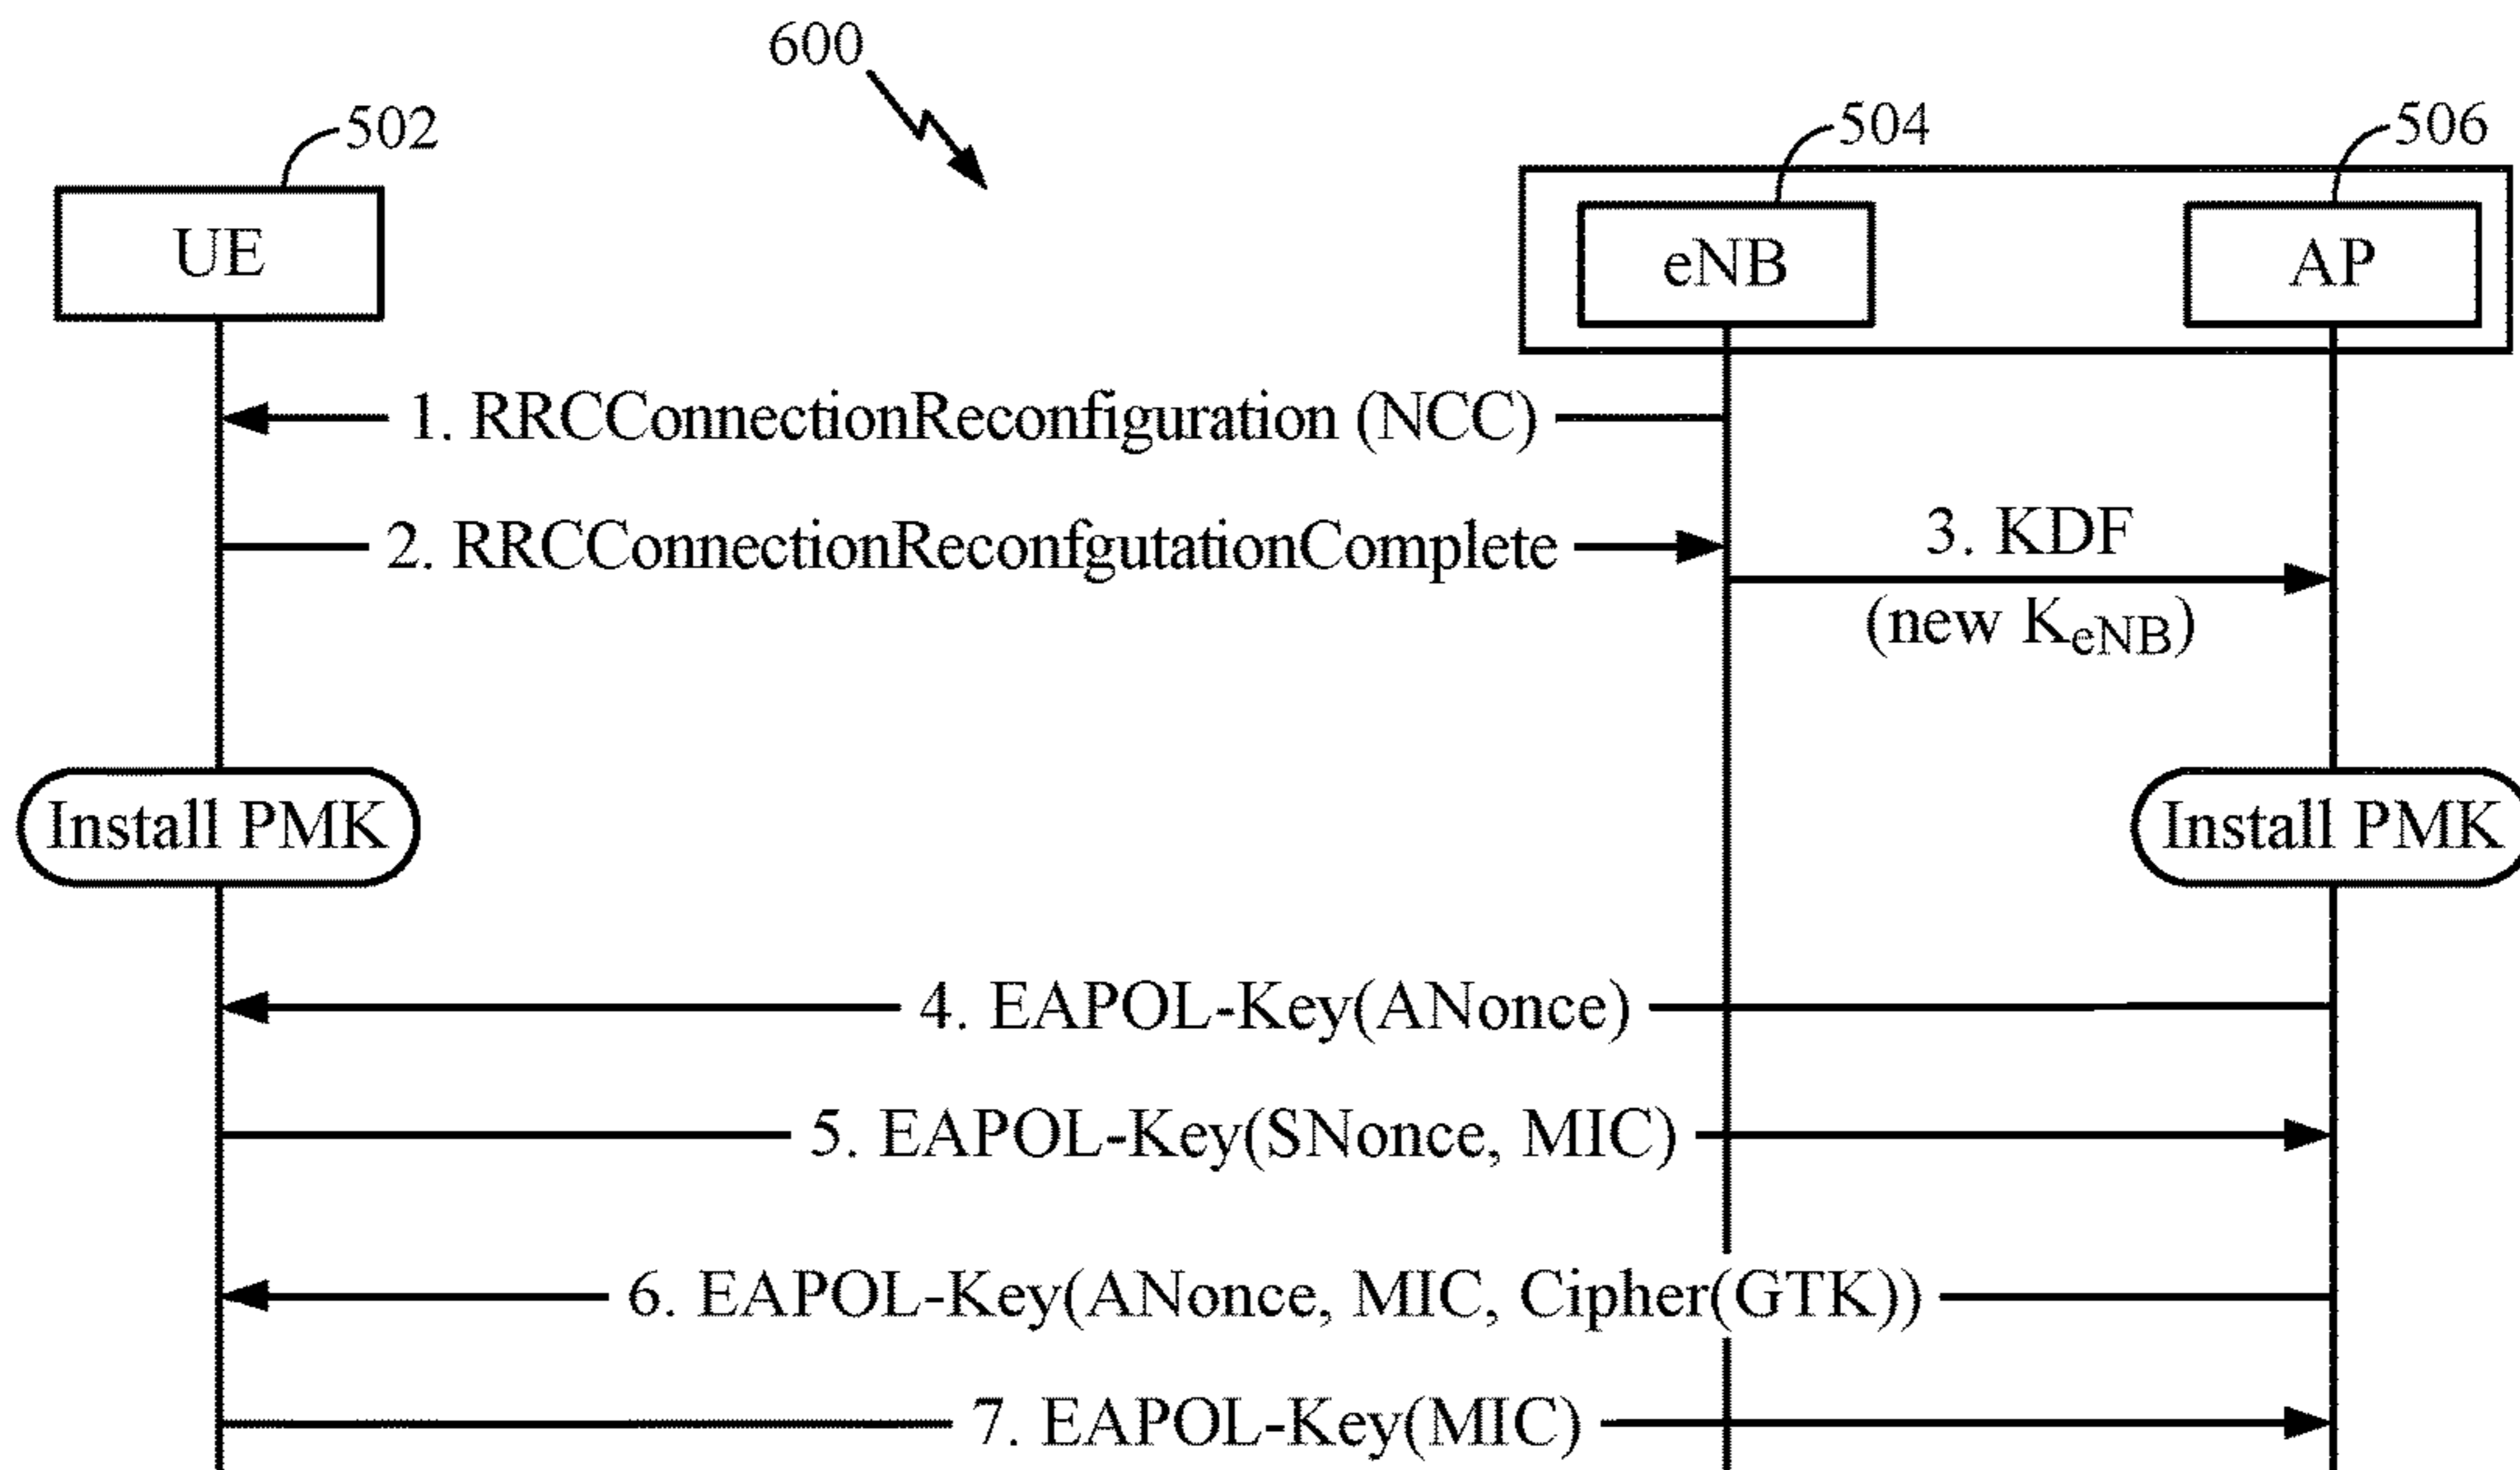 600
502
504
506
UE
eNB
AP
1. RRCConnectionReconfiguration (NCC)
2. RRCConnectionReconfgutationComplete
3. KDF
(new KeNB)
Install PMK
Install PMK
4. EAPOL-Key(ANonce)
5. EAPOL-Key(SNonce, MIC)
6. EAPOL-Key(ANonce, MIC, Cipher(GTK))
7. EAPOL-Key(MIC)